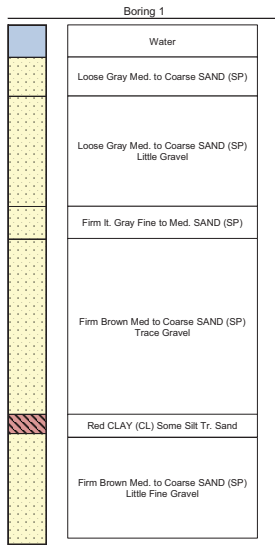 Boring 1
Water
Loose Gray Med. to Coarse SAND (SP)
Loose Gray Med. to Coarse SAND (SP)
Little Gravel
Firm lt. Gray Fine to Med. SAND (SP)
Firm Brown Med to Coarse SAND (SP)
Trace Gravel
Red CLAY (CL) Some Silt Tr. Sand
Firm Brown Med. to Coarse SAND (SP)
Little Fine Gravel